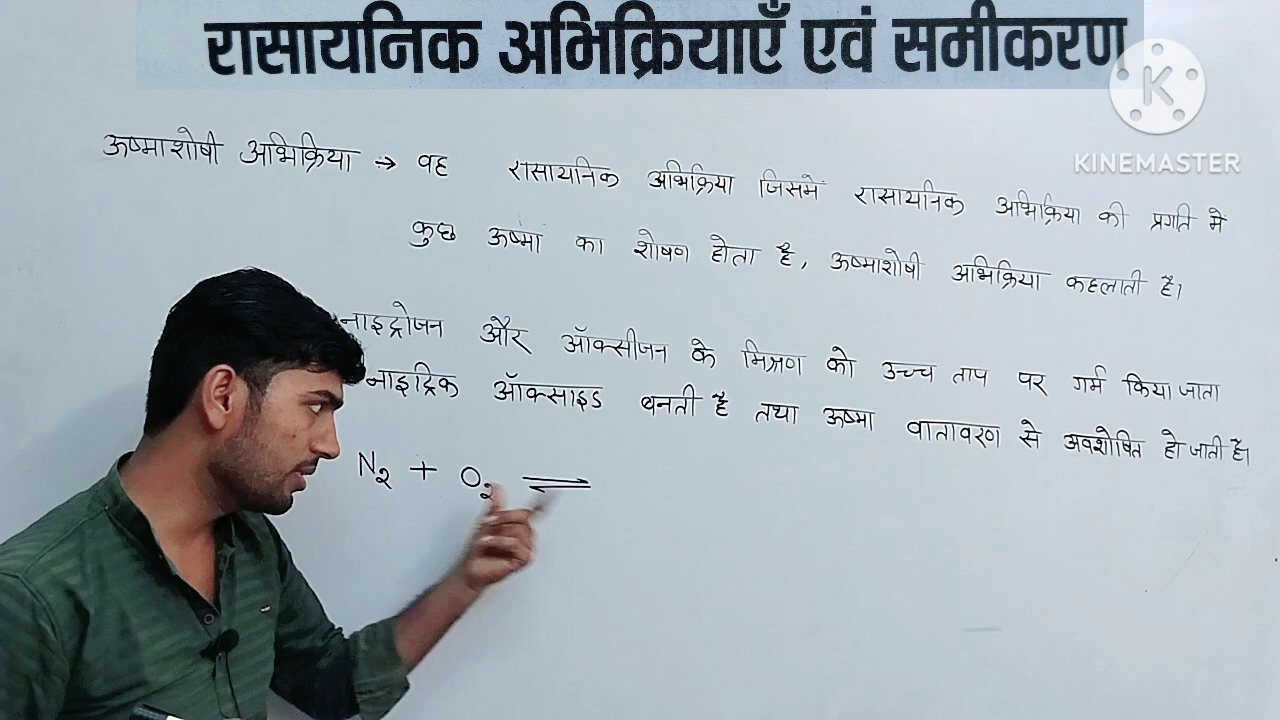 रासायनिक अभिक्रियाएँ एवं समीकरण
K
KINEMASTER
ऊष्माशोषी अभिक्रिया → वह रासायनिक अभिक्रिया जिसमें रासायनिक अभिक्रिया की प्रगति में
कुछ ऊष्मा का शोषण होता है, ऊष्माशोषी अभिक्रिया कहलाती है।
नाइट्रोजन और ऑक्सीजन के मिश्रण को उच्च ताप पर गर्म किया जाता
नाइट्रिक ऑक्साइड बनती है तथा ऊष्मा वातावरण से अवशोषित हो जाती है।
N₂ + O₂ ⇌